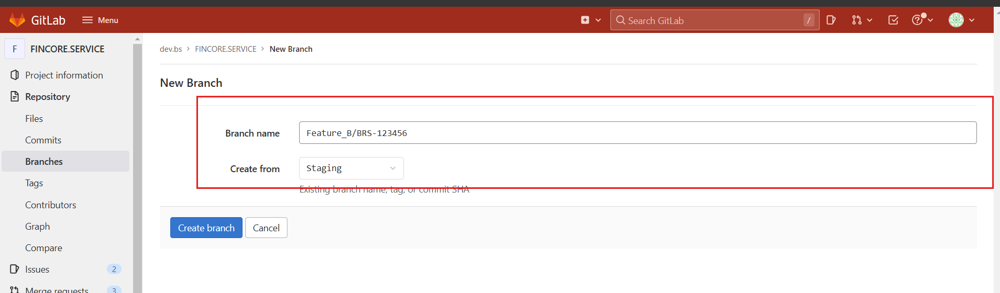 GitLab
Menu
Search GitLab
/
F
FINCORE.SERVICE
Project information
Repository
Files
Commits
Branches
Tags
Contributors
Graph
Compare
Issues 2
Merge requests 3
dev.bs > FINCORE.SERVICE > New Branch
New Branch
Branch name Feature_B/BRS-123456
Create from Staging
Existing branch name, tag, or commit SHA
Create branch Cancel